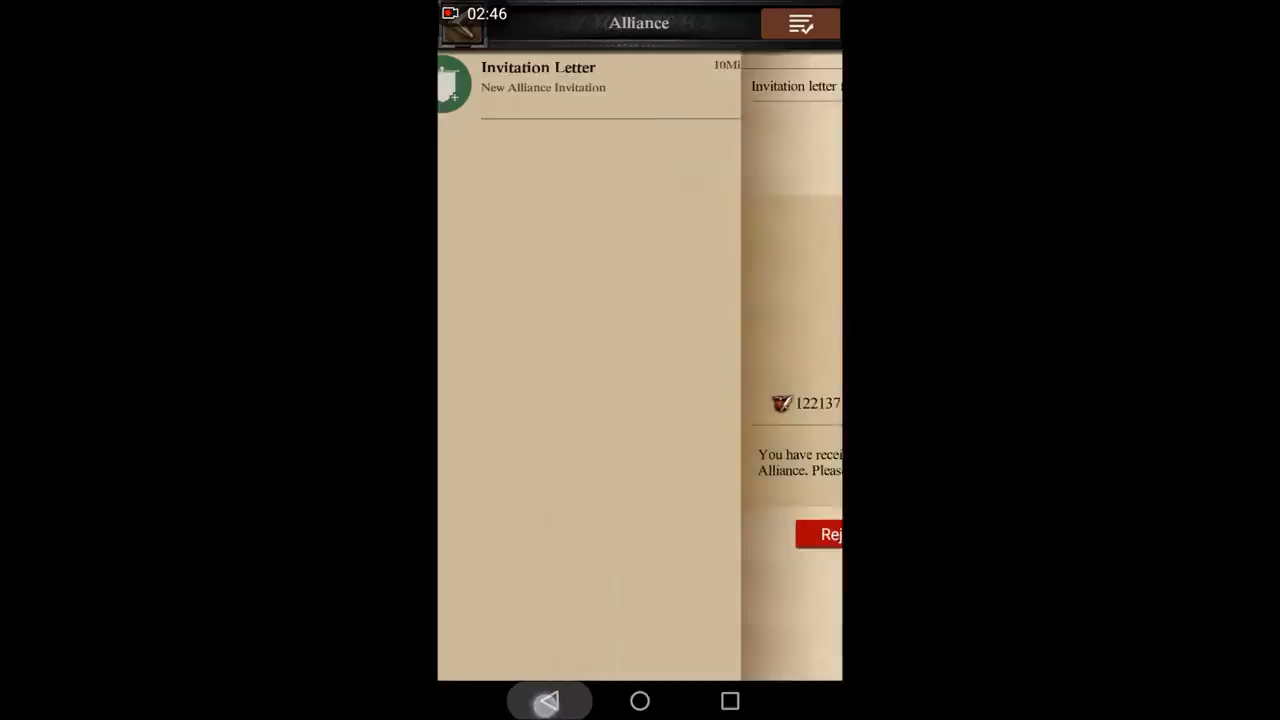 02:46
Alliance
Invitation Letter
10Mi
New Alliance Invitation
Invitation letter
122137
You have recei
Alliance. Pleas
Rej